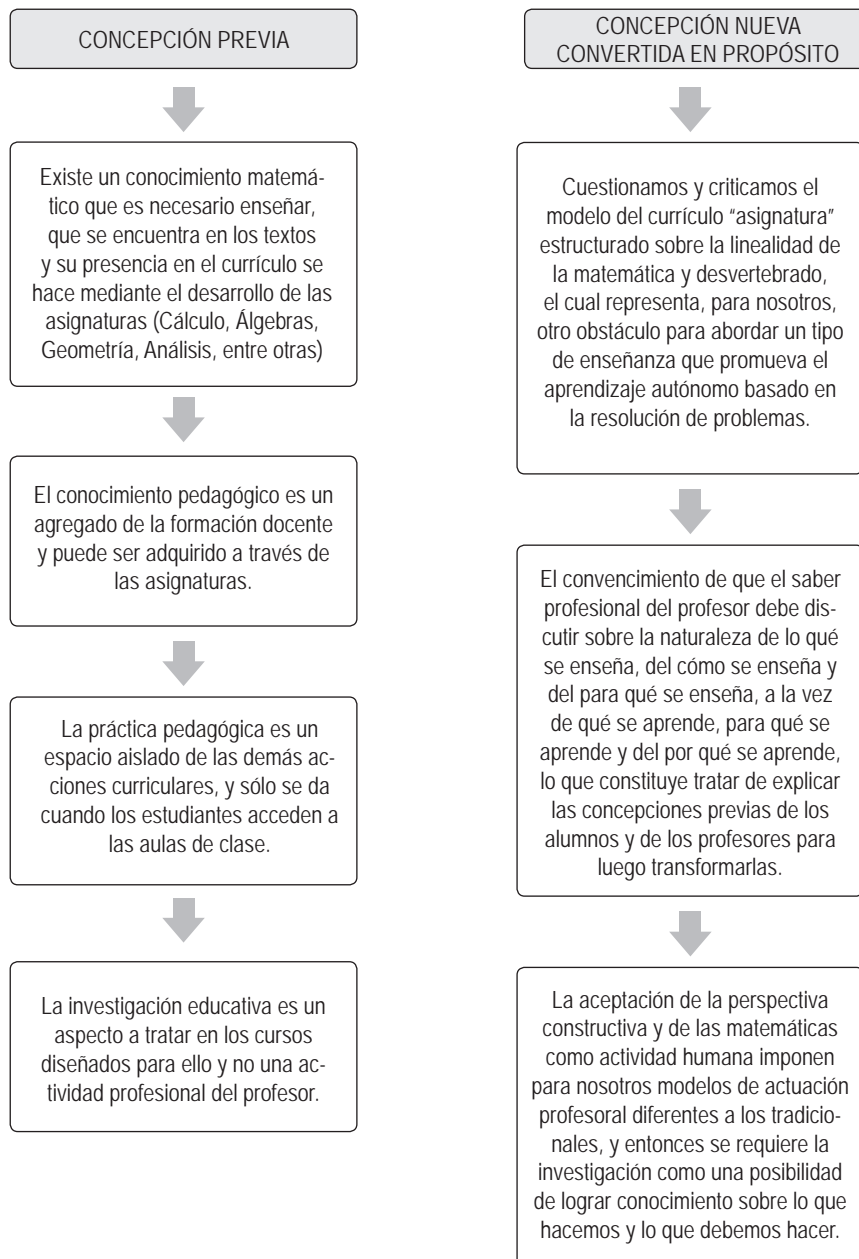 CONCEPCIÓN PREVIA
Existe un conocimiento matemá-
tico que es necesario enseñar,
que se encuentra en los textos
y su presencia en el currículo se
hace mediante el desarrollo de las
asignaturas (Cálculo, Álgebras,
Geometría, Análisis, entre otras)
El conocimiento pedagógico es un
agregado de la formación docente
y puede ser adquirido a través de
las asignaturas.
La práctica pedagógica es un
espacio aislado de las demás ac-
ciones curriculares, y sólo se da
cuando los estudiantes acceden a
las aulas de clase.
La investigación educativa es un
aspecto a tratar en los cursos
diseñados para ello y no una ac-
tividad profesional del profesor.
CONCEPCIÓN NUEVA
CONVERTIDA EN PROPÓSITO
Cuestionamos y criticamos el
modelo del currículo “asignatura”
estructurado sobre la linealidad de
la matemática y desvertebrado,
el cual representa, para nosotros,
otro obstáculo para abordar un tipo
de enseñanza que promueva el
aprendizaje autónomo basado en
la resolución de problemas.
El convencimiento de que el saber
profesional del profesor debe dis-
cutir sobre la naturaleza de lo qué
se enseña, del cómo se enseña y
del para qué se enseña, a la vez
de qué se aprende, para qué se
aprende y del por qué se aprende,
lo que constituye tratar de explicar
las concepciones previas de los
alumnos y de los profesores para
luego transformarlas.
La aceptación de la perspectiva
constructiva y de las matemáticas
como actividad humana imponen
para nosotros modelos de actuación
profesoral diferentes a los tradicio-
nales, y entonces se requiere la
investigación como una posibilidad
de lograr conocimiento sobre lo que
hacemos y lo que debemos hacer.